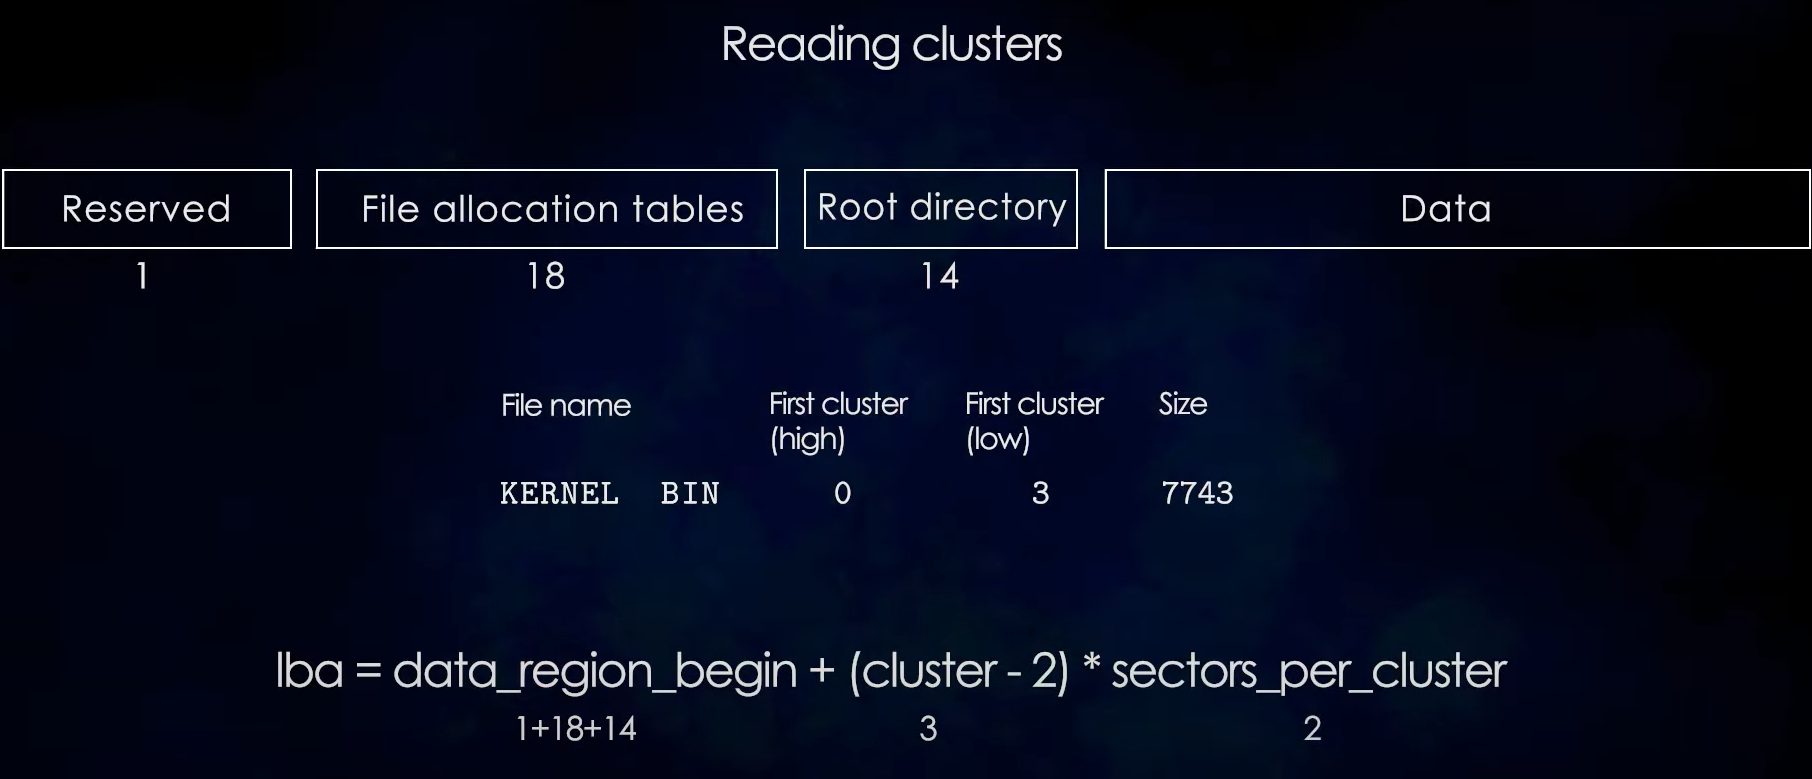 Reading clusters
Reserved File allocation tables Root directory Data
1 18 14
File name First cluster (high) First cluster (low) Size
KERNEL  BIN 0 3 7743
lba = data_region_begin + (cluster - 2) * sectors_per_cluster
1+18+14 3 2